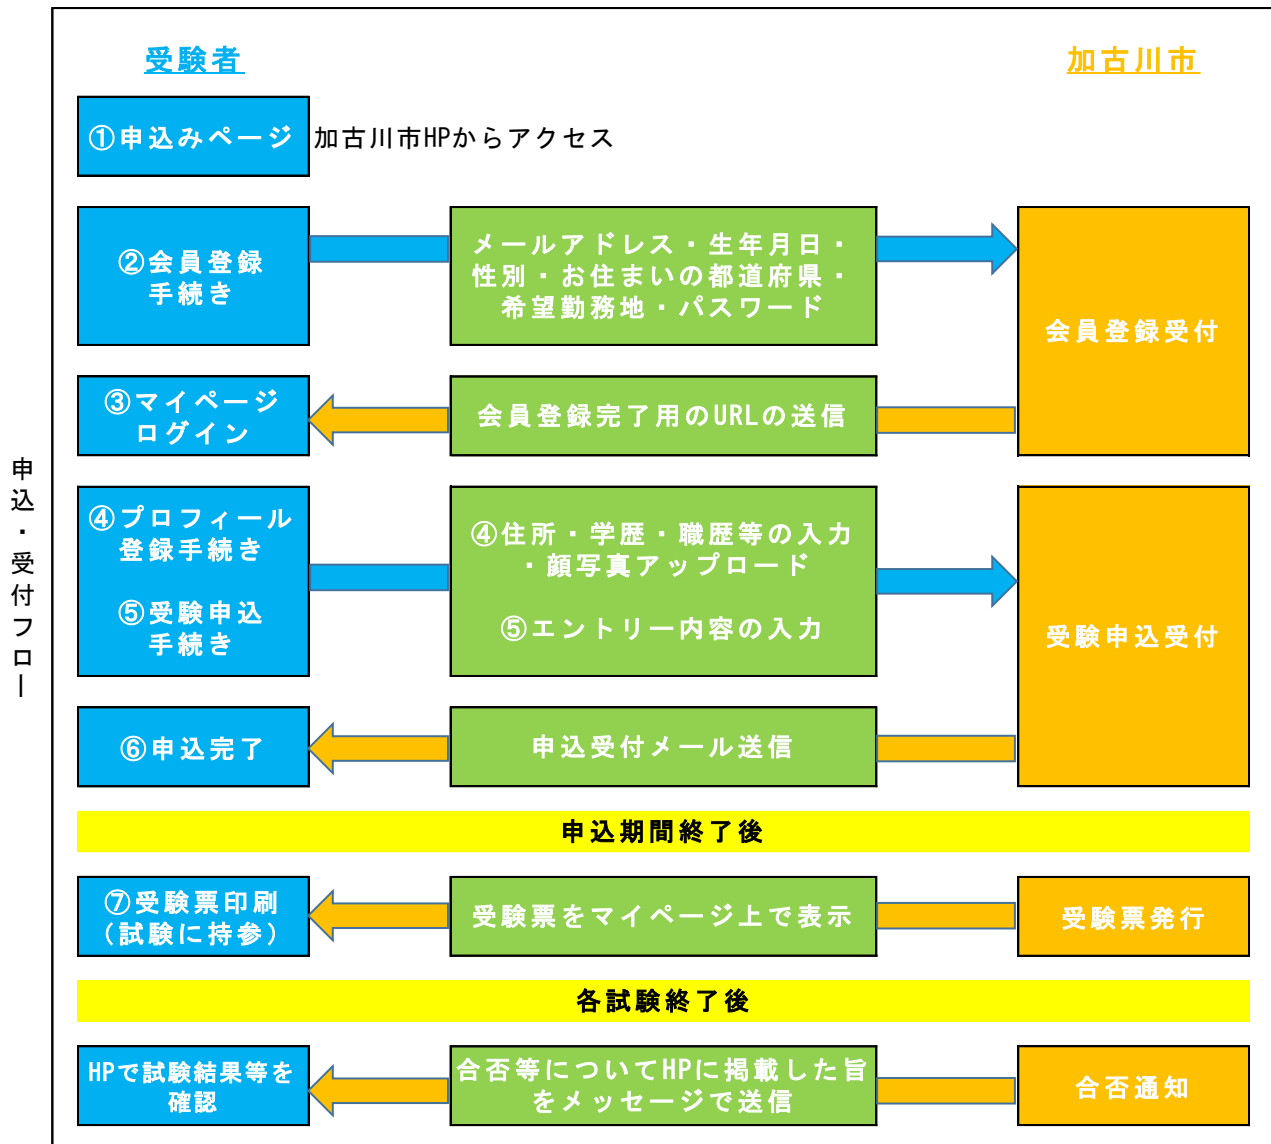 受験者
加古川市
①申込みページ
加古川市HPからアクセス
②会員登録
手続き
メールアドレス・生年月日・
性別・お住まいの都道府県・
希望勤務地・パスワード
会員登録受付
③マイページ
ログイン
会員登録完了用のURLの送信
申込・受付フロー
④プロフィール
登録手続き
⑤受験申込
手続き
④住所・学歴・職歴等の入力
・顔写真アップロード
⑤エントリー内容の入力
受験申込受付
⑥申込完了
申込受付メール送信
申込期間終了後
⑦受験票印刷
(試験に持参)
受験票をマイページ上で表示
受験票発行
各試験終了後
HPで試験結果等を
確認
合否等についてHPに掲載した旨
をメッセージで送信
合否通知